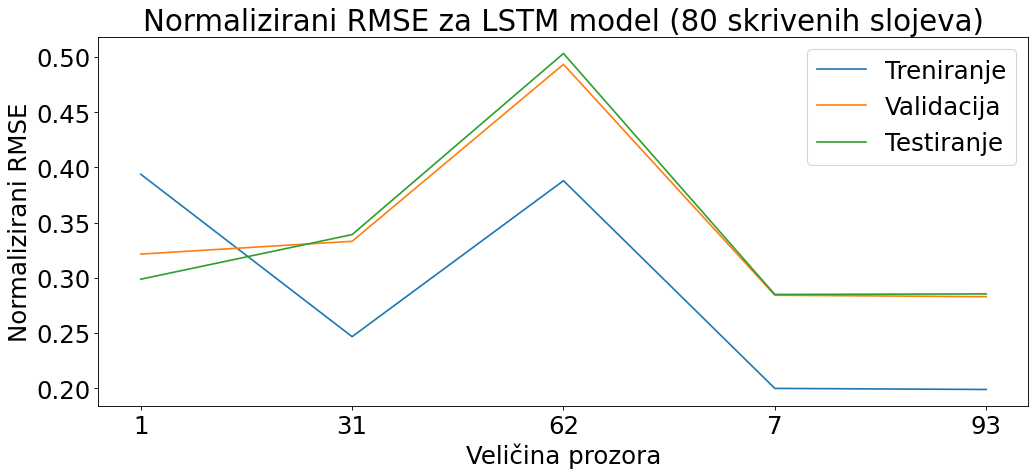 Normalizirani RMSE za LSTM model (80 skrivenih slojeva)
Normalizirani RMSE
0.50
0.45
0.40
0.35
0.30
0.25
0.20
Treniranje
Validacija
Testiranje
1 31 62 7 93
Veličina prozora